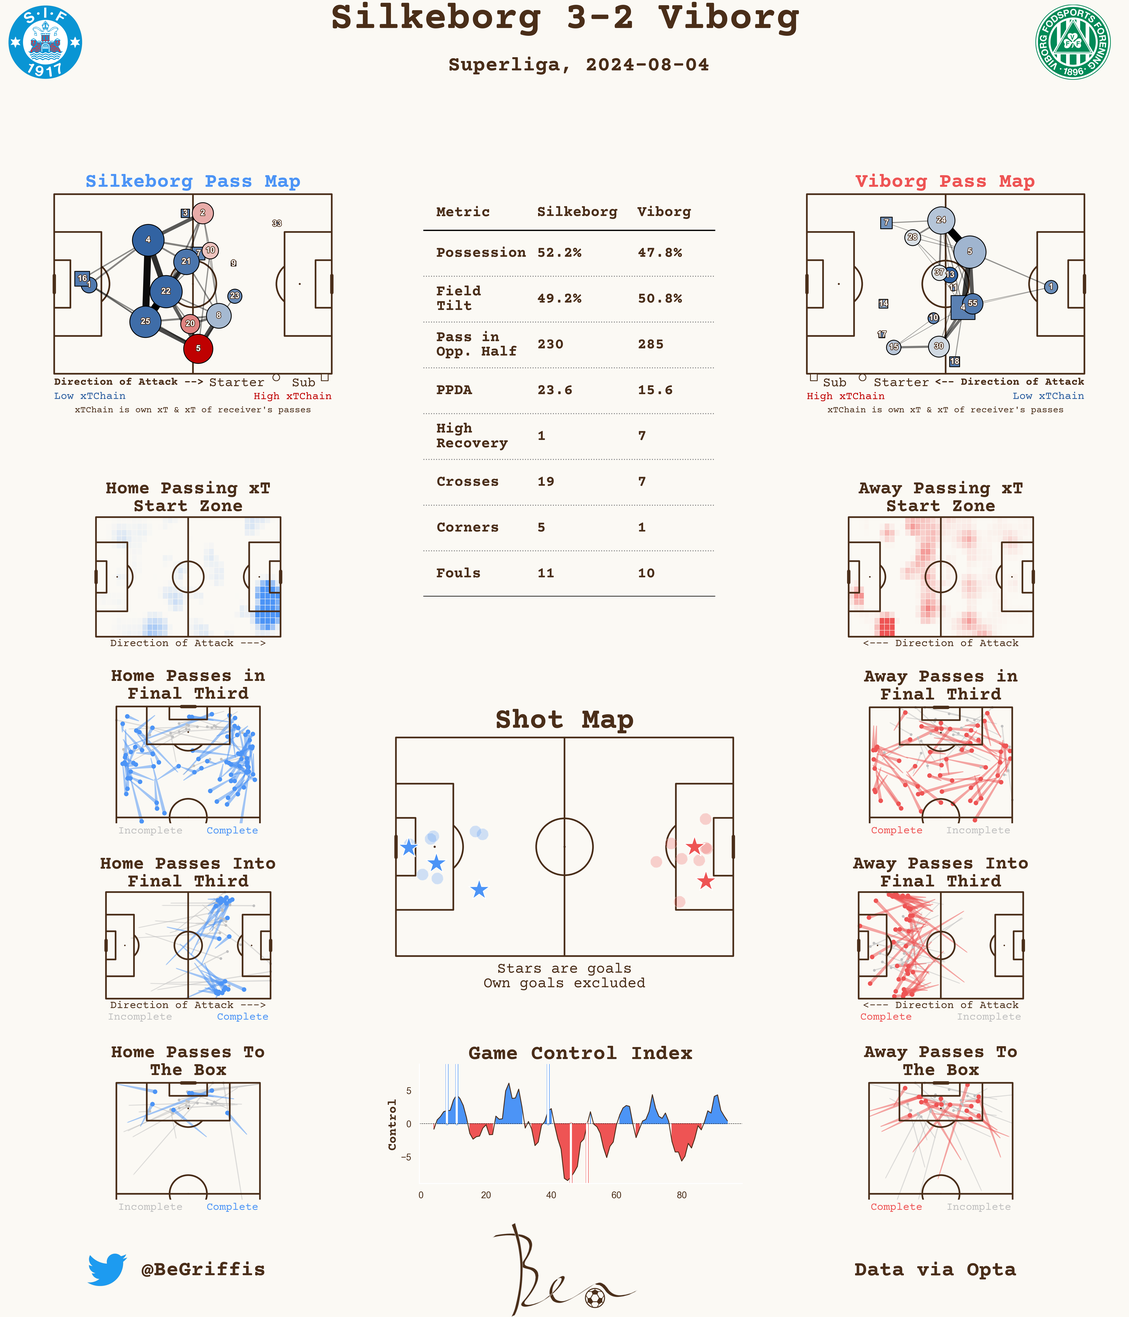 Silkeborg 3-2 Viborg
Superliga, 2024-08-04
S·I·F
1917
VIBORG FODSPORTS FORENING
·1896·
Silkeborg Pass Map
3
2
33
4
10
21
9
16
1
22
23
25
20
8
5
Direction of Attack --> Starter Sub
Low xTChain High xTChain
xTChain is own xT & xT of receiver's passes
Metric Silkeborg Viborg
Possession 52.2% 47.8%
Field
Tilt 49.2% 50.8%
Pass in
Opp. Half 230 285
PPDA 23.6 15.6
High
Recovery 1 7
Crosses 19 7
Corners 5 1
Fouls 11 10
Viborg Pass Map
7
24
28
5
37
13
1
55
10
17
15
30
18
Sub Starter <-- Direction of Attack
High xTChain Low xTChain
xTChain is own xT & xT of receiver's passes
Home Passing xT
Start Zone
Direction of Attack --->
Away Passing xT
Start Zone
<--- Direction of Attack
Home Passes in
Final Third
Incomplete Complete
Away Passes in
Final Third
Complete Incomplete
Shot Map
Stars are goals
Own goals excluded
Home Passes Into
Final Third
Direction of Attack --->
Incomplete Complete
Away Passes Into
Final Third
<--- Direction of Attack
Complete Incomplete
Home Passes To
The Box
Incomplete Complete
Game Control Index
Control
5
0
−5
0 20 40 60 80
Away Passes To
The Box
Complete Incomplete
@BeGriffis
Ben
Data via Opta